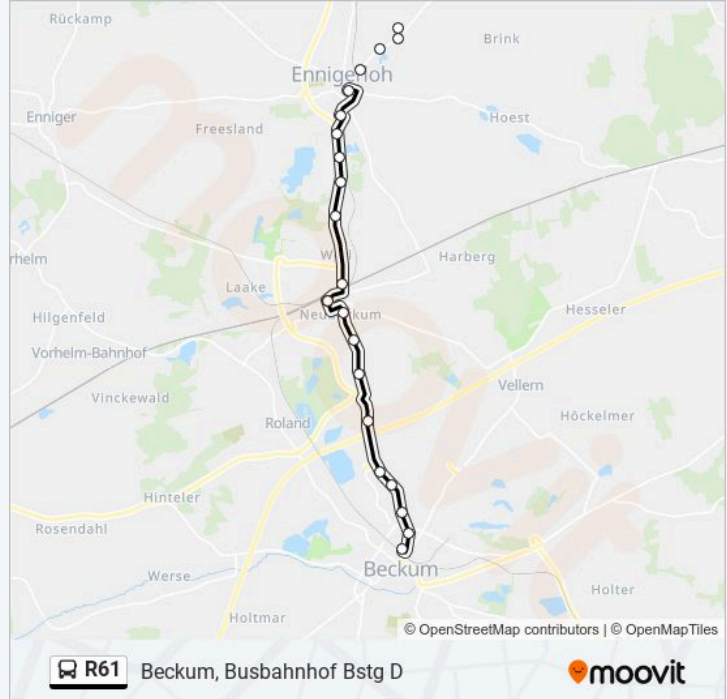 Rückamp
Brink
Ennigerloh
Enniger
Hoest
Freesland
Harberg
Laake
Neubeckum
Hilgenfeld
Hesseler
Vorhelm-Bahnhof
Vellern
Vinckewald
Höckelmer
Roland
Hinteler
Rosendahl
Beckum
Werse
Holter
Holtmar
© OpenStreetMap contributors | © OpenMapTiles
R61 Beckum, Busbahnhof Bstg D
moovit